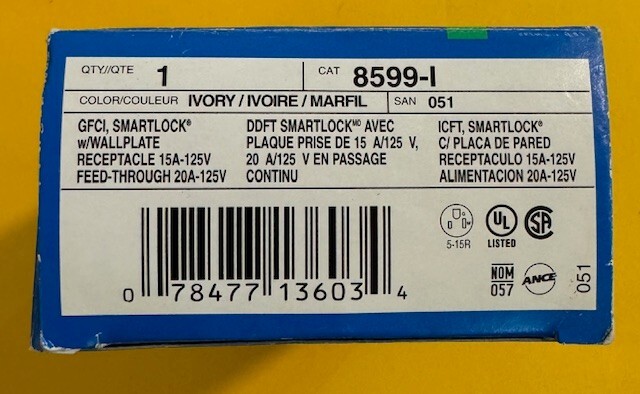 QTY//QTE 1 CAT 8599-I
COLOR/COULEUR IVORY / IVOIRE / MARFIL SAN 051
GFCI, SMARTLOCK®
w/WALLPLATE
RECEPTACLE 15A-125V
FEED-THROUGH 20A-125V
DDFT SMARTLOCKMD AVEC
PLAQUE PRISE DE 15 A/125 V,
20 A/125 V EN PASSAGE
CONTINU
ICFT, SMARTLOCK®
C/ PLACA DE PARED
RECEPTACULO 15A-125V
ALIMENTACION 20A-125V
0 78477 13603 4
5-15R
UL
LISTED
SA
NOM
057
ANCE
051